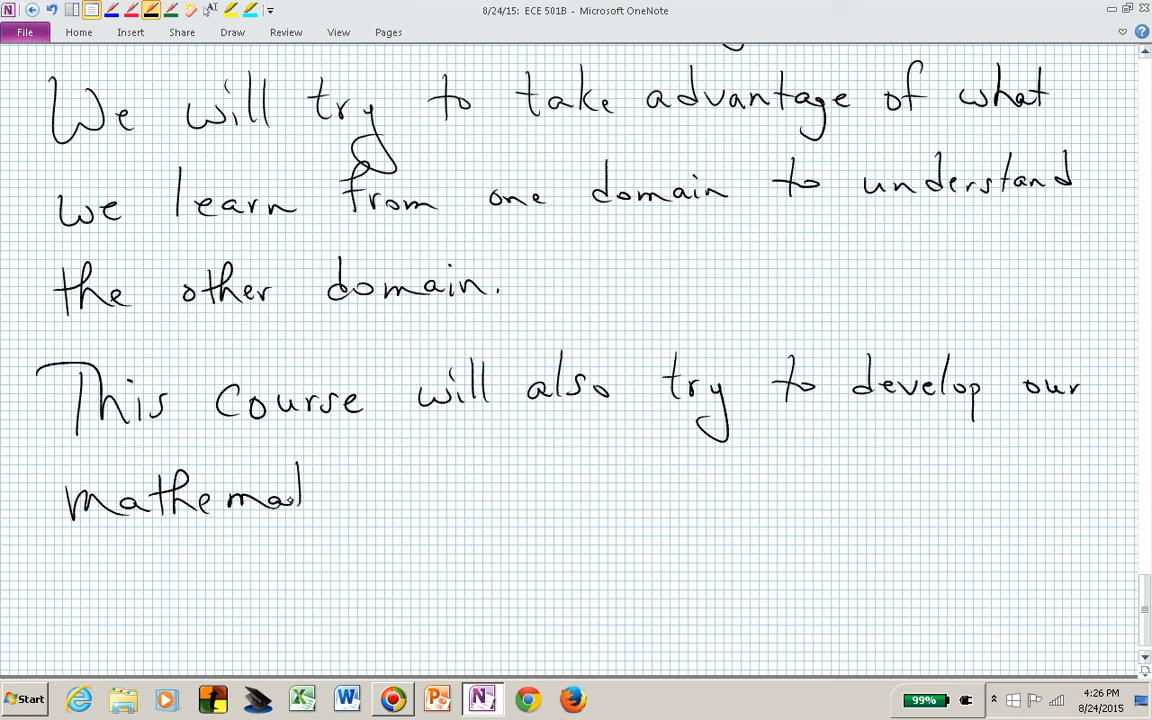 8/24/15: ECE 501B - Microsoft OneNote
File Home Insert Share Draw Review View Pages
We will try to take advantage of what
we learn from one domain to understand
the other domain.
This course will also try to develop our
mathemat
Start 99% 4:26 PM
8/24/2015